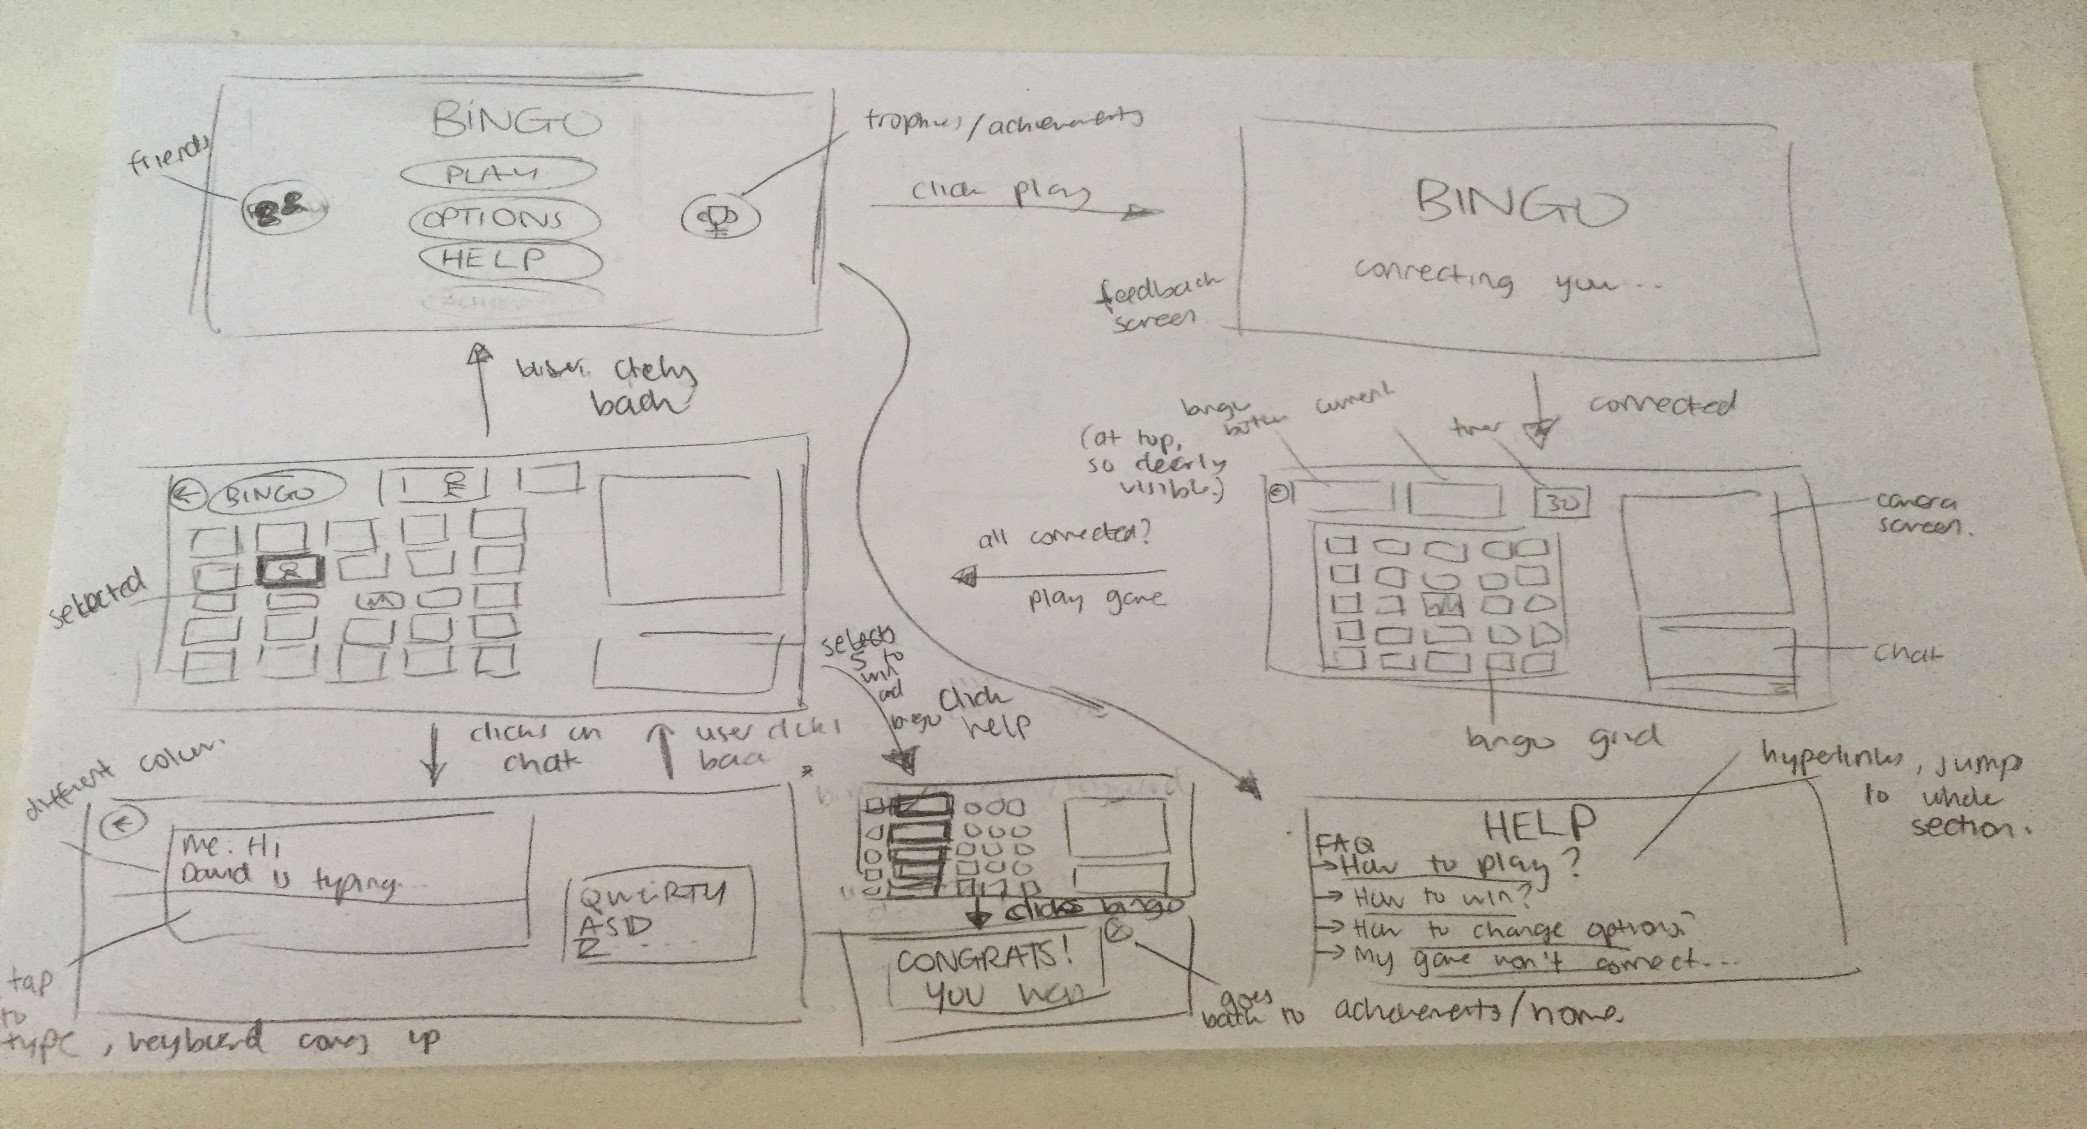 BINGO
friends
PLAY
OPTIONS
HELP
trophies/achievements
click play
feedback
screen
BINGO
connecting you...
connected
user clicks
back
bingo
button
current
timer
(at top,
so clearly
visible.)
30
camera
screen.
chat
bingo grid
all connected?
play game
BINGO
selected
selects
5 to
win
and
bingo
click
help
clicks on
chat
user clicks
back
different colour.
Me: Hi
David is typing...
QWERTY
ASD
Z.....
tap
to
type, keyboard comes up
clicks bingo
CONGRATS!
YOU WON
goes
back to achievements/home.
HELP
FAQ
→ How to play?
→ How to win?
→ How to change options?
→ My game won't connect...
hyperlinks, jump
to whole
section.